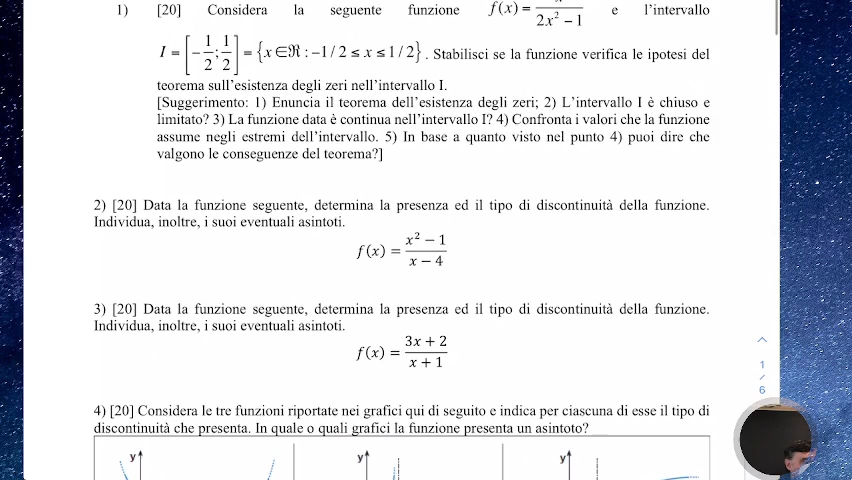 1) [20] Considera la seguente funzione f(x) = / 2x² − 1 e l'intervallo
I = [−1/2; 1/2] = {x ∈ ℜ : −1 / 2 ≤ x ≤ 1 / 2} . Stabilisci se la funzione verifica le ipotesi del
teorema sull'esistenza degli zeri nell'intervallo I.
[Suggerimento: 1) Enuncia il teorema dell'esistenza degli zeri; 2) L'intervallo I è chiuso e
limitato? 3) La funzione data è continua nell'intervallo I? 4) Confronta i valori che la funzione
assume negli estremi dell'intervallo. 5) In base a quanto visto nel punto 4) puoi dire che
valgono le conseguenze del teorema?]
2) [20] Data la funzione seguente, determina la presenza ed il tipo di discontinuità della funzione.
Individua, inoltre, i suoi eventuali asintoti.
f(x) = x² − 1 / x − 4
3) [20] Data la funzione seguente, determina la presenza ed il tipo di discontinuità della funzione.
Individua, inoltre, i suoi eventuali asintoti.
f(x) = 3x + 2 / x + 1
4) [20] Considera le tre funzioni riportate nei grafici qui di seguito e indica per ciascuna di esse il tipo di
discontinuità che presenta. In quale o quali grafici la funzione presenta un asintoto?
y y y
1
/
6